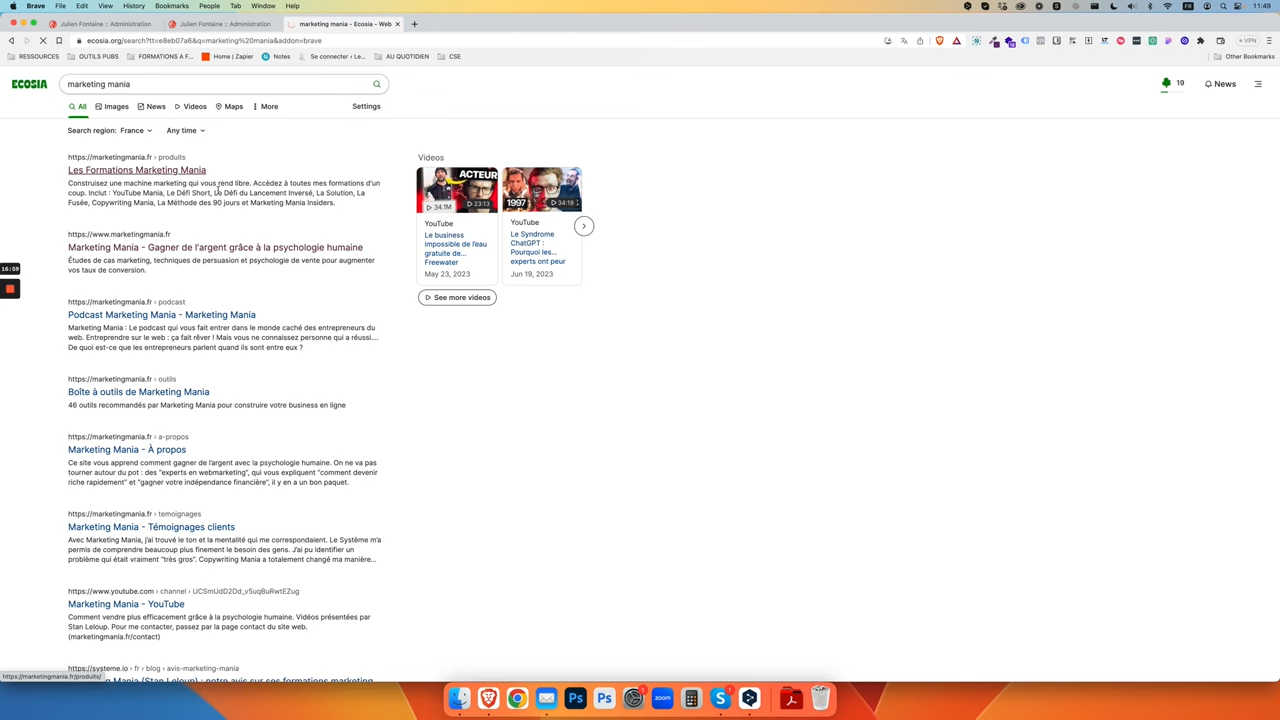 Brave File Edit View History Bookmarks People Tab Window Help
FR 11:49
Julien Fontaine :: Administration
Julien Fontaine :: Administration
marketing mania - Ecosia - Web
ecosia.org/search?tt=e8eb07a6&q=marketing%20mania&addon=brave
VPN
RESSOURCES OUTILS PUBS FORMATIONS A F... Home | Zapier Notes Se connecter ‹ Le... AU QUOTIDIEN CSE Other Bookmarks
ECOSIA
marketing mania
19
News
All Images News Videos Maps More Settings
Search region: France Any time
https://marketingmania.fr › produits
Les Formations Marketing Mania
Construisez une machine marketing qui vous rend libre. Accèdez à toutes mes formations d'un
coup. Inclut : YouTube Mania, Le Défi Short, Le Défi du Lancement Inversé, La Solution, La
Fusée, Copywriting Mania, La Méthode des 90 jours et Marketing Mania Insiders.
https://www.marketingmania.fr
Marketing Mania - Gagner de l'argent grâce à la psychologie humaine
Études de cas marketing, techniques de persuasion et psychologie de vente pour augmenter
vos taux de conversion.
16:59
https://marketingmania.fr › podcast
Podcast Marketing Mania - Marketing Mania
Marketing Mania : Le podcast qui vous fait entrer dans le monde caché des entrepreneurs du
web. Entreprendre sur le web : ça fait rêver ! Mais vous ne connaissez personne qui a réussi....
De quoi est-ce que les entrepreneurs parlent quand ils sont entre eux ?
https://marketingmania.fr › outils
Boîte à outils de Marketing Mania
46 outils recommandés par Marketing Mania pour construire votre business en ligne
https://marketingmania.fr › a-propos
Marketing Mania - À propos
Ce site vous apprend comment gagner de l'argent avec la psychologie humaine. On ne va pas
tourner autour du pot : des "experts en webmarketing", qui vous expliquent "comment devenir
riche rapidement" et "gagner votre indépendance financière", il y en a un bon paquet.
https://marketingmania.fr › temoignages
Marketing Mania - Témoignages clients
Avec Marketing Mania, j'ai trouvé le ton et la mentalité qui me correspondaient. Le Système m'a
permis de comprendre beaucoup plus finement le besoin des gens. J'ai pu identifier un
problème qui était vraiment "très gros". Copywriting Mania a totalement changé ma manière...
https://www.youtube.com › channel › UCSmUdD2Dd_v5uqBuRwtEZug
Marketing Mania - YouTube
Comment vendre plus efficacement grâce à la psychologie humaine. Vidéos présentées par
Stan Leloup. Pour me contacter, passez par la page contact du site web.
(marketingmania.fr/contact)
https://systeme.io › fr › blog › avis-marketing-mania
Mania (Stan Leloup) : notre avis sur ses formations marketing
https://marketingmania.fr/produits/
Videos
ACTEUR
34.1M
23:13
YouTube
Le business
impossible de l'eau
gratuite de...
Freewater
May 23, 2023
1997
34:19
YouTube
Le Syndrome
ChatGPT :
Pourquoi les...
experts ont peur
Jun 19, 2023
See more videos
Ps
Ps
zoom